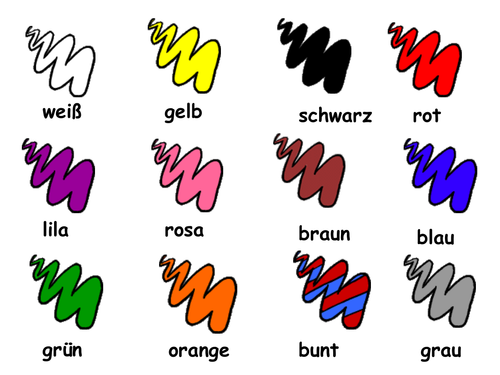 weiß gelb schwarz rot
lila rosa braun blau
grün orange bunt grau